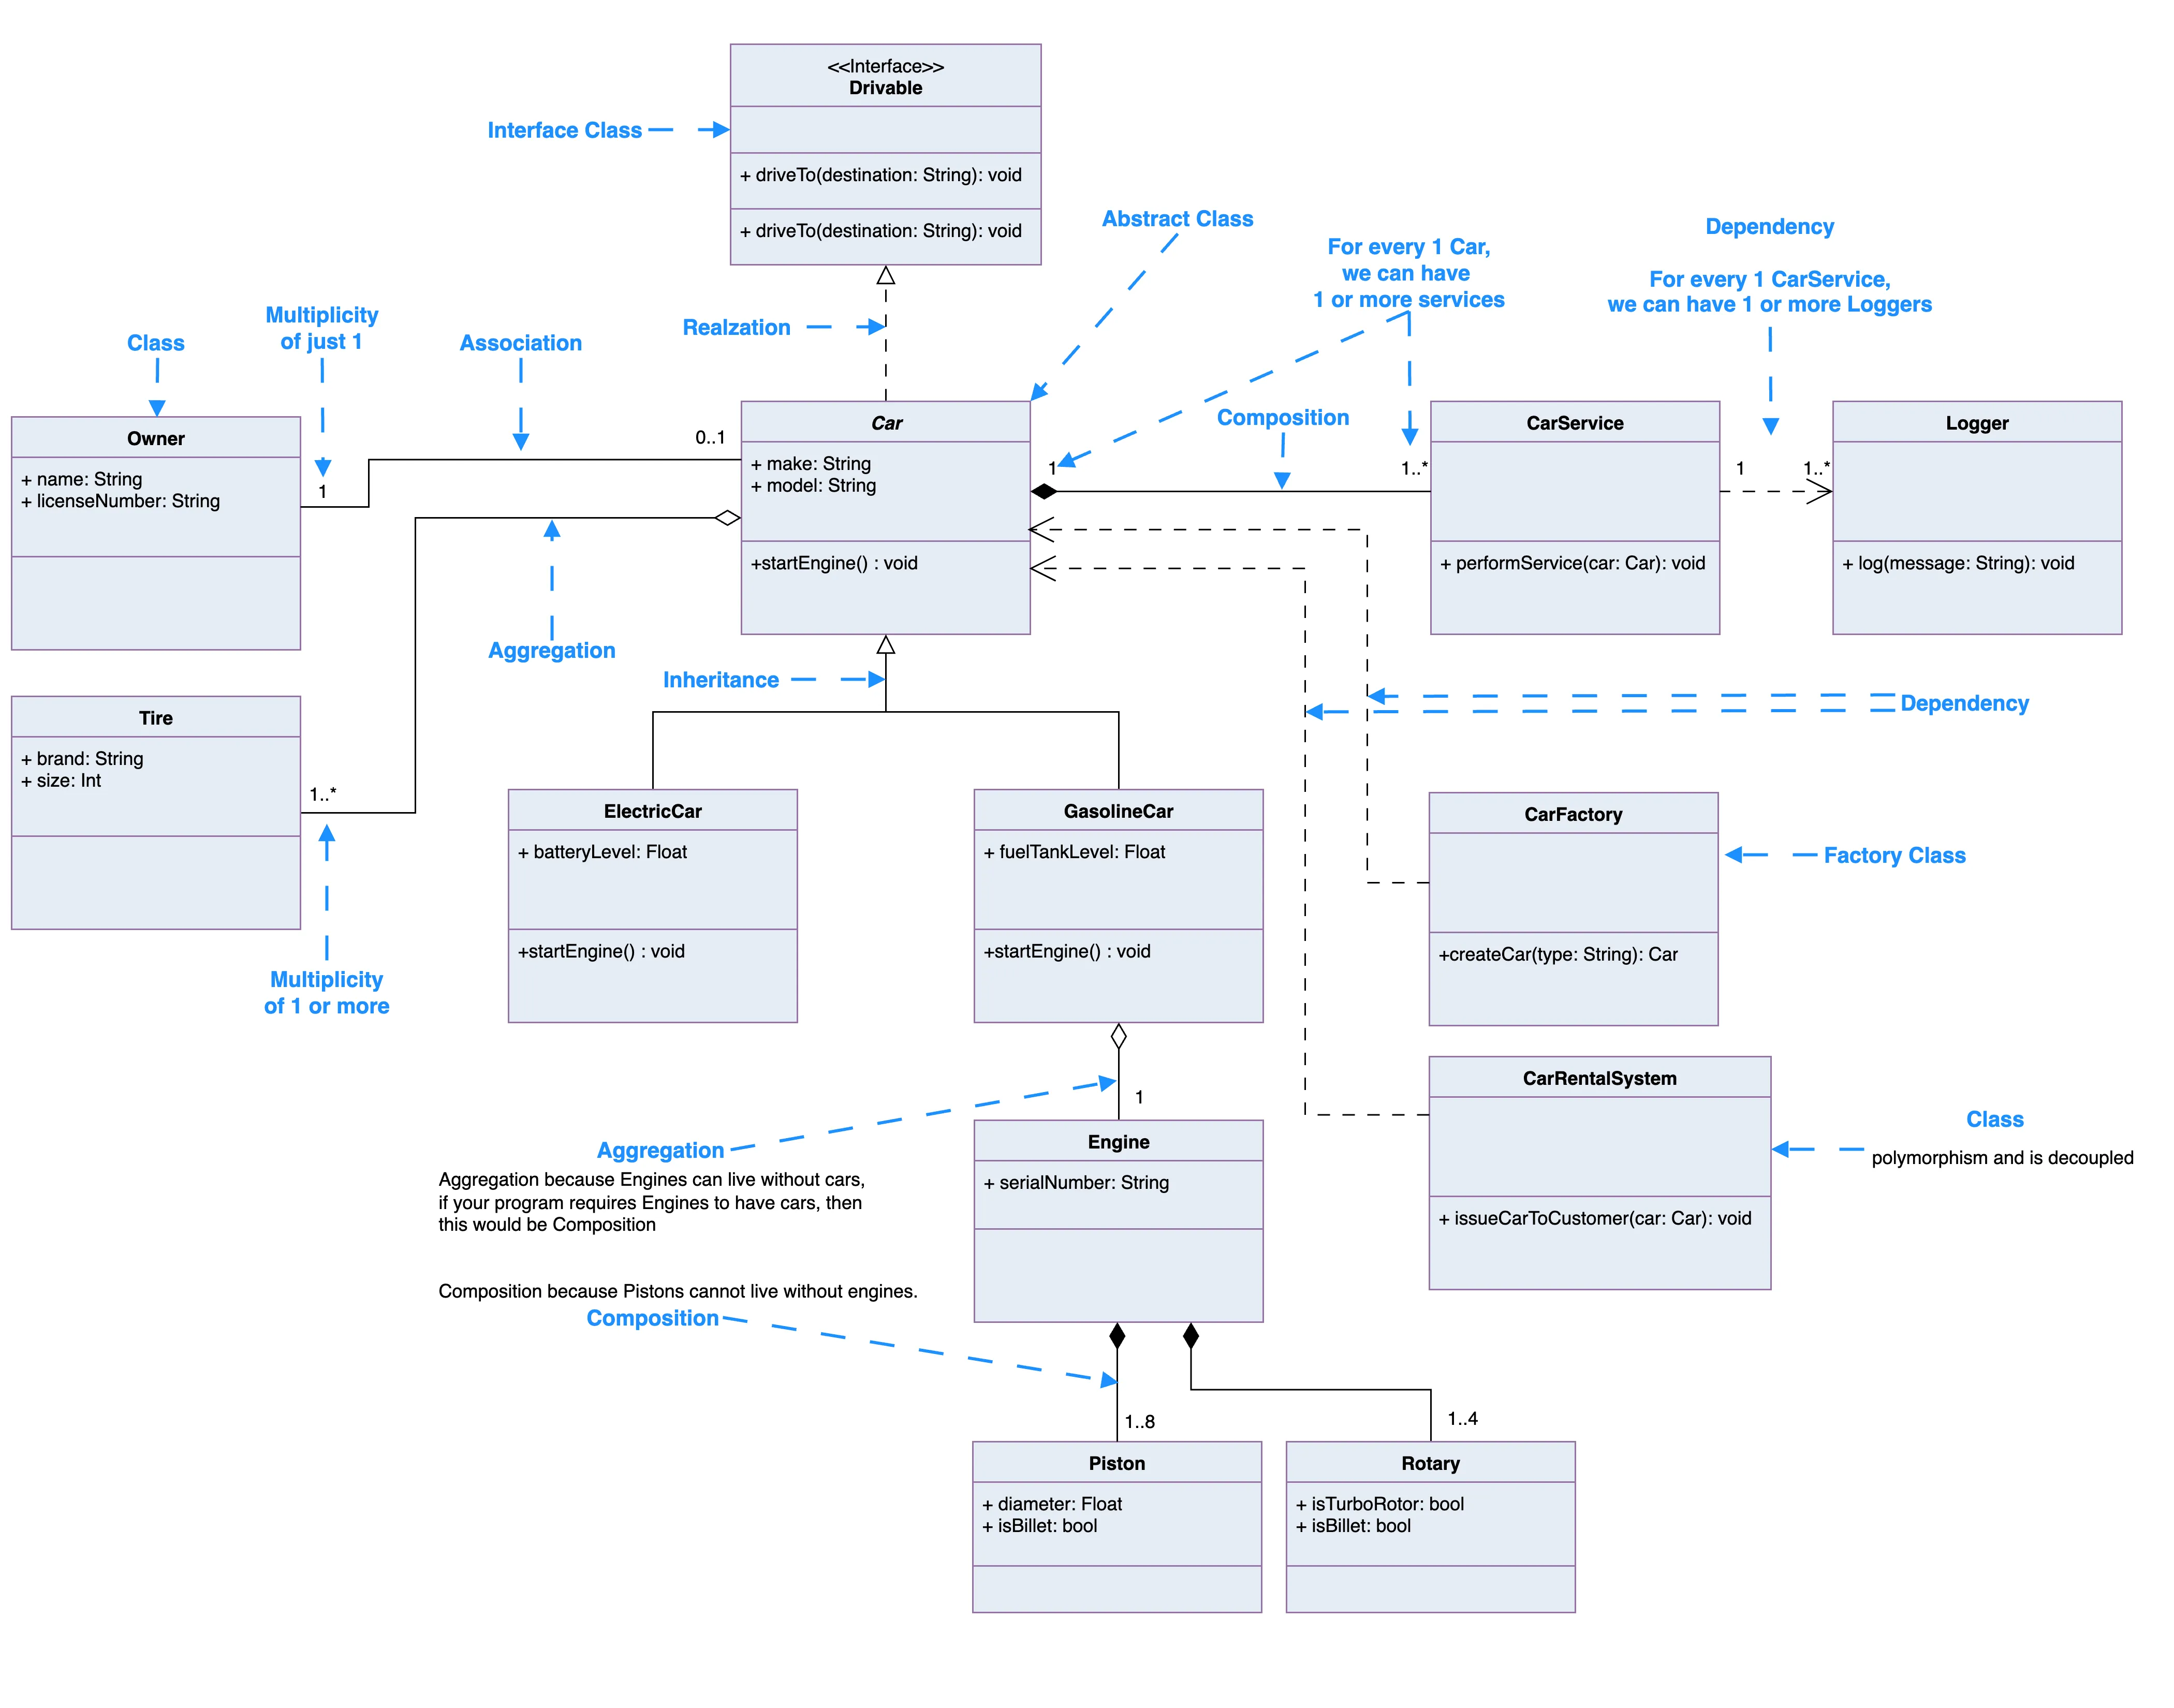 <<Interface>>
Drivable
Interface Class
+ driveTo(destination: String): void
+ driveTo(destination: String): void
Abstract Class
Dependency
For every 1 Car,
we can have
1 or more services
For every 1 CarService,
we can have 1 or more Loggers
Multiplicity
of just 1
Realzation
Class
Association
Composition
Owner
+ name: String
+ licenseNumber: String
1
0..1
Car
+ make: String
+ model: String
+startEngine() : void
1
1..*
CarService
+ performService(car: Car): void
1
1..*
Logger
+ log(message: String): void
Aggregation
Inheritance
Dependency
Tire
+ brand: String
+ size: Int
1..*
Multiplicity
of 1 or more
ElectricCar
+ batteryLevel: Float
+startEngine() : void
GasolineCar
+ fuelTankLevel: Float
+startEngine() : void
CarFactory
+createCar(type: String): Car
Factory Class
CarRentalSystem
+ issueCarToCustomer(car: Car): void
Class
polymorphism and is decoupled
1
Aggregation
Aggregation because Engines can live without cars,
if your program requires Engines to have cars, then
this would be Composition
Engine
+ serialNumber: String
Composition because Pistons cannot live without engines.
Composition
1..8
1..4
Piston
+ diameter: Float
+ isBillet: bool
Rotary
+ isTurboRotor: bool
+ isBillet: bool